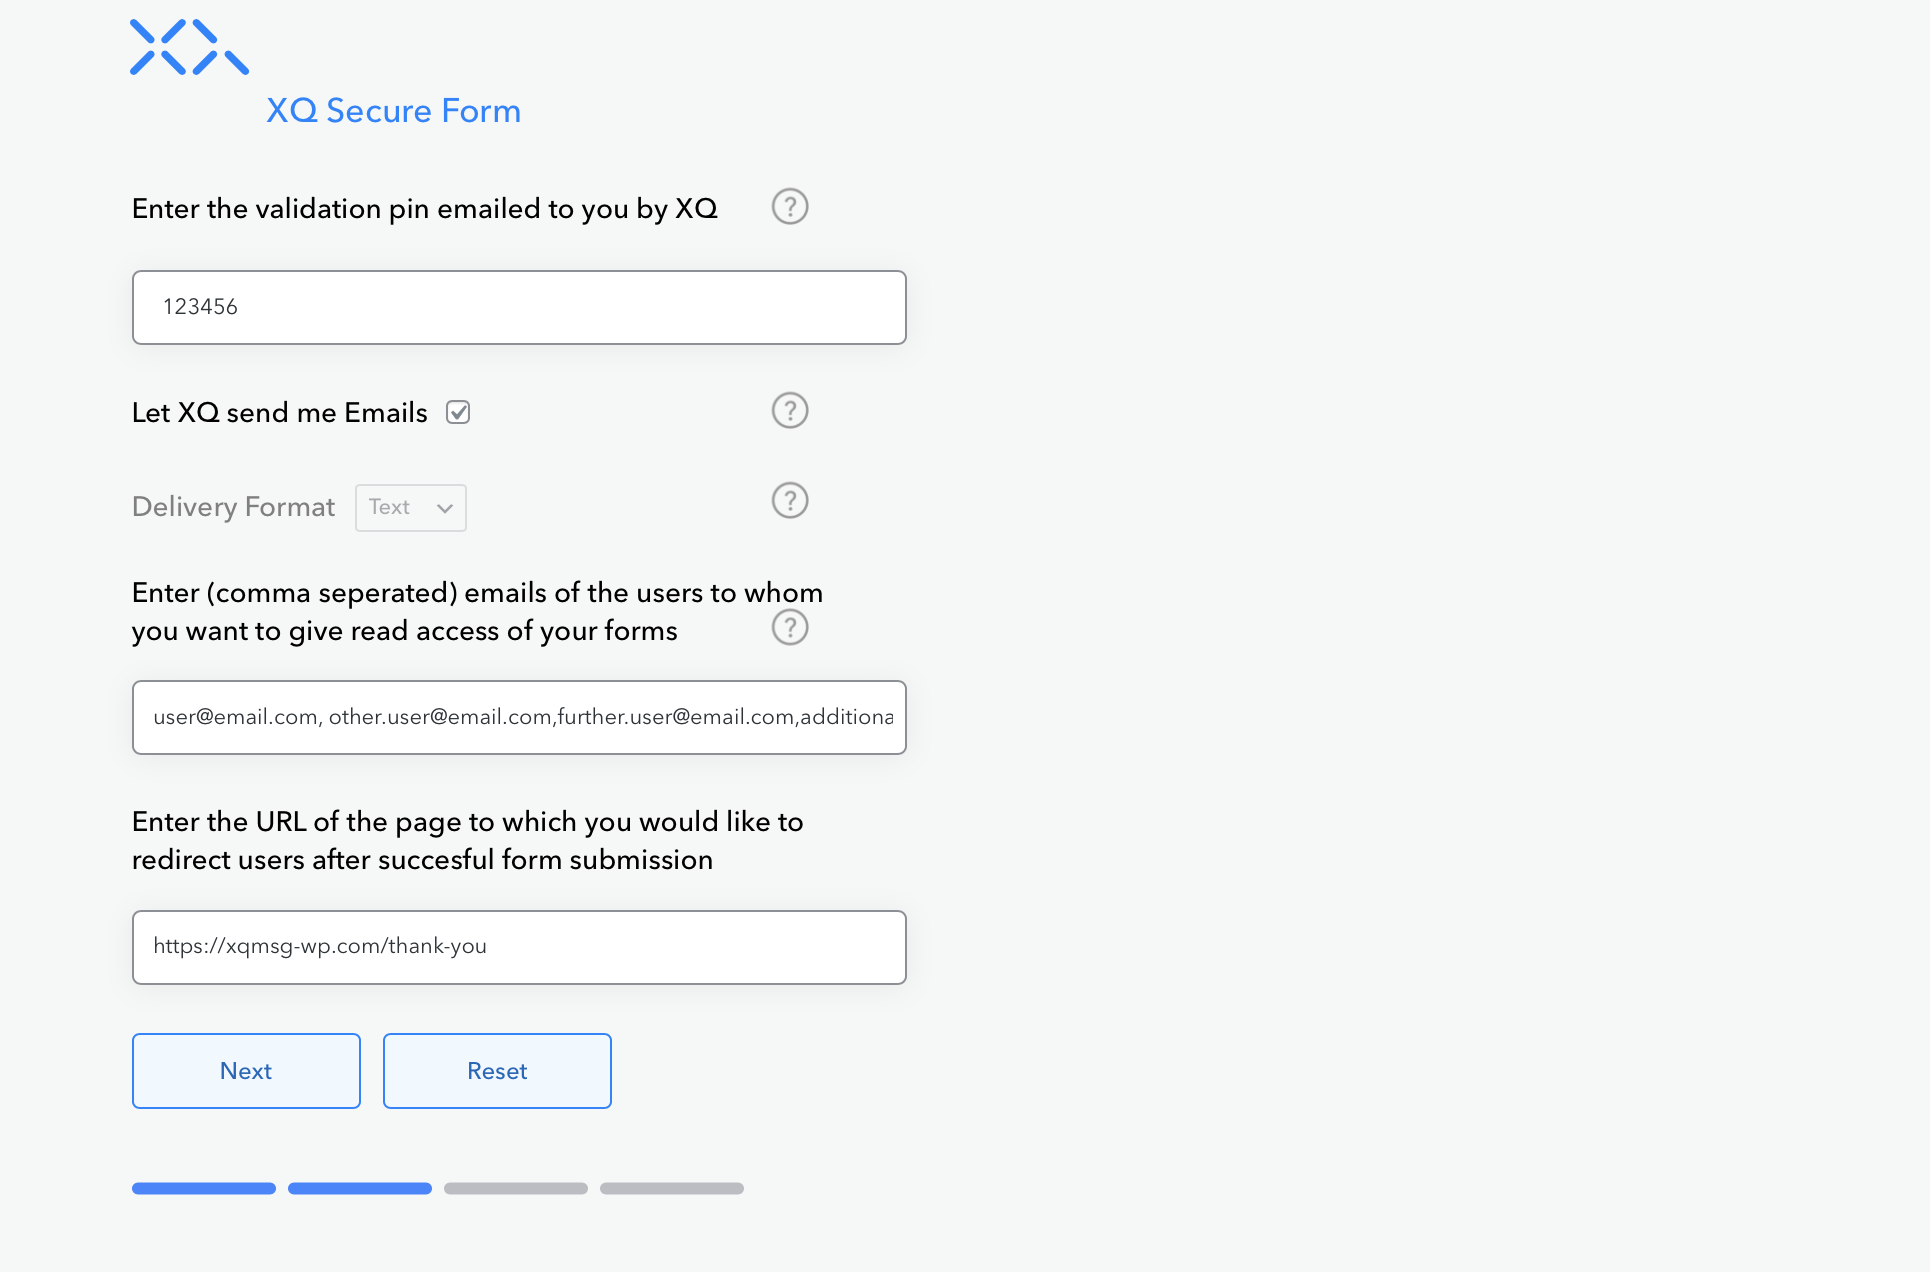 XQ Secure Form
Enter the validation pin emailed to you by XQ ?
123456
Let XQ send me Emails ?
Delivery Format Text ?
Enter (comma seperated) emails of the users to whom
you want to give read access of your forms ?
user@email.com, other.user@email.com,further.user@email.com,additiona
Enter the URL of the page to which you would like to
redirect users after succesful form submission
https://xqmsg-wp.com/thank-you
Next Reset